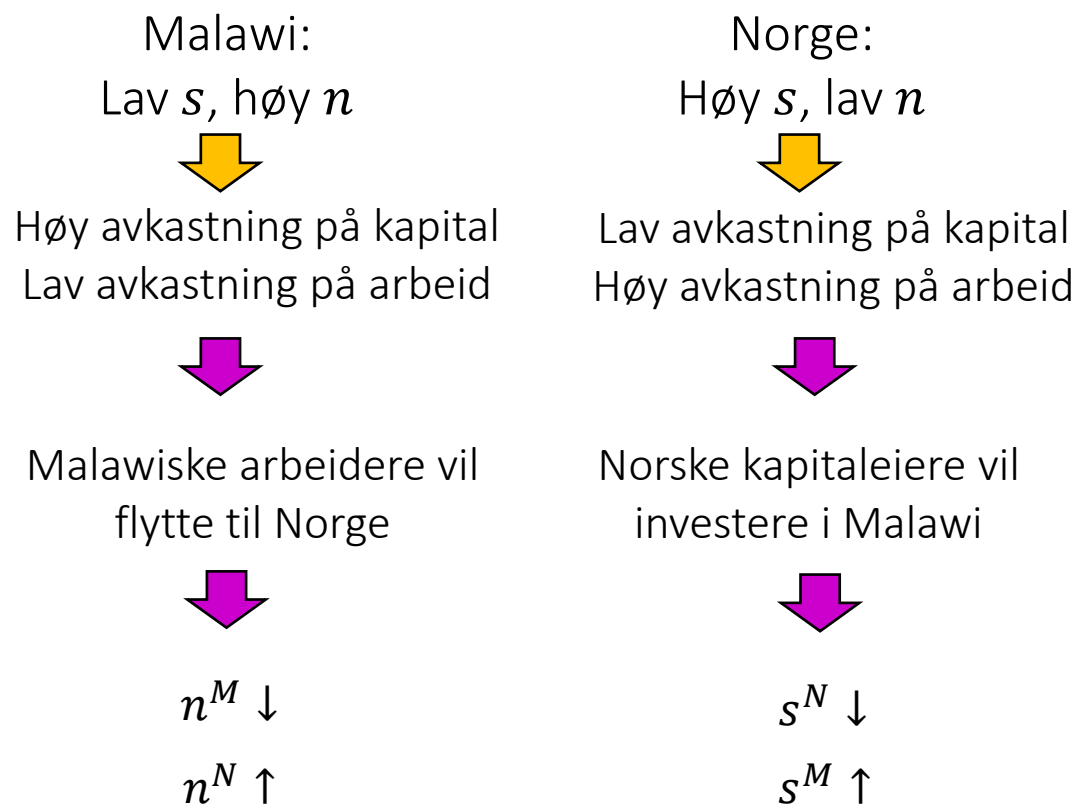 Malawi:
Lav s, høy n
Høy avkastning på kapital
Lav avkastning på arbeid
Malawiske arbeidere vil
flytte til Norge
n^M ↓
n^N ↑
Norge:
Høy s, lav n
Lav avkastning på kapital
Høy avkastning på arbeid
Norske kapitaleiere vil
investere i Malawi
s^N ↓
s^M ↑